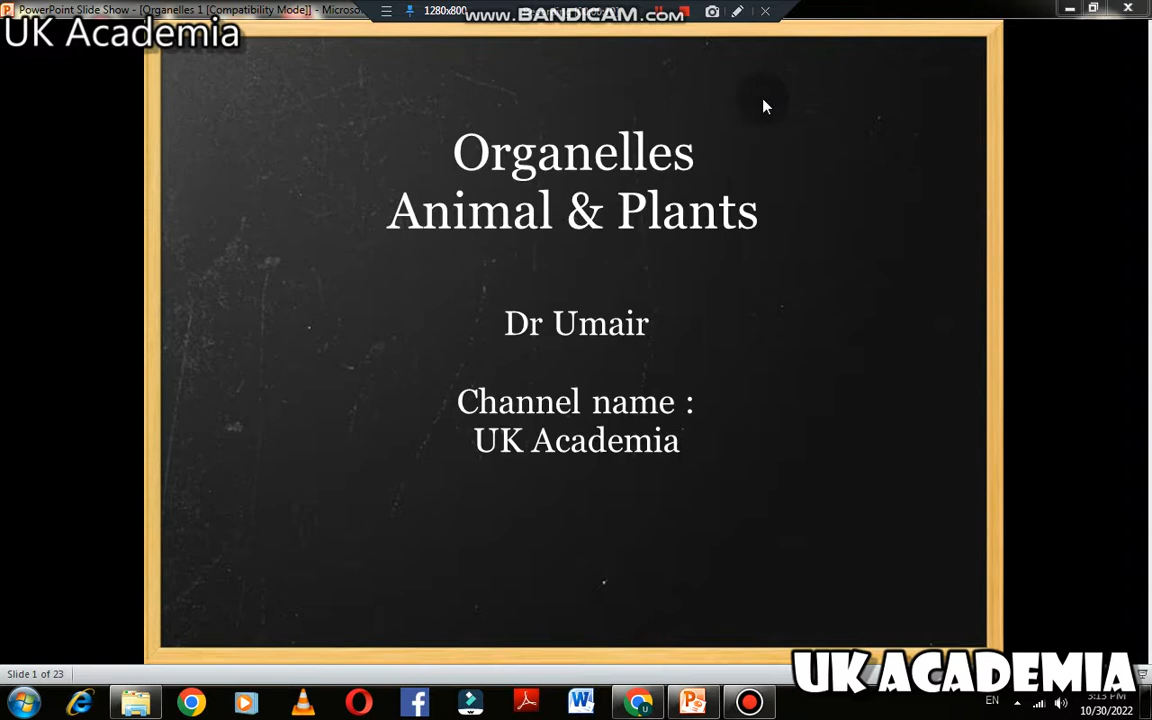 PowerPoint Slide Show - [Organelles 1 [Compatibility Mode]] - Microso
1280x800
www.BANDICAM.com
UK Academia
Organelles
Animal & Plants
Dr Umair
Channel name :
UK Academia
Slide 1 of 23
UK ACADEMIA
EN
10/30/2022